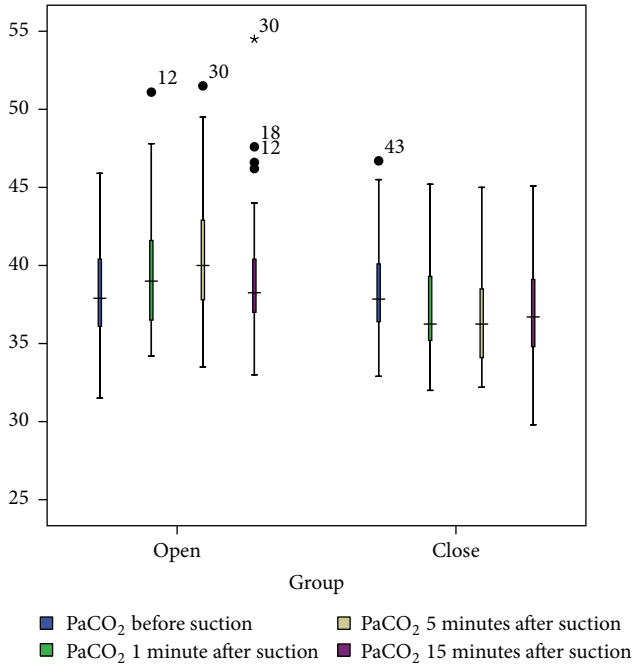 55
50
45
40
35
30
25
12
30
30
18
12
43
Open
Close
Group
PaCO₂ before suction
PaCO₂ 1 minute after suction
PaCO₂ 5 minutes after suction
PaCO₂ 15 minutes after suction